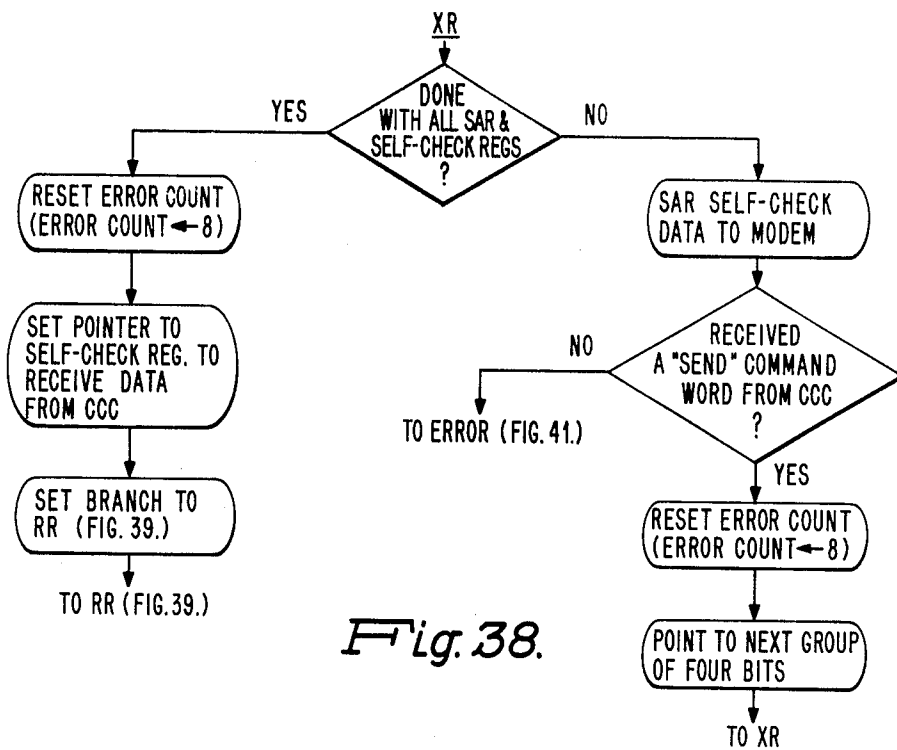 XR
DONE
WITH ALL SAR &
SELF-CHECK REGS
?
YES
NO
RESET ERROR COUNT
(ERROR COUNT←8)
SET POINTER TO
SELF-CHECK REG. TO
RECEIVE DATA
FROM CCC
SET BRANCH TO
RR (FIG. 39.)
TO RR (FIG.39.)
SAR SELF-CHECK
DATA TO MODEM
RECEIVED
A "SEND" COMMAND
WORD FROM CCC
?
NO
TO ERROR (FIG. 41.)
YES
RESET ERROR COUNT
(ERROR COUNT←8)
POINT TO NEXT GROUP
OF FOUR BITS
TO XR
Fig. 38.